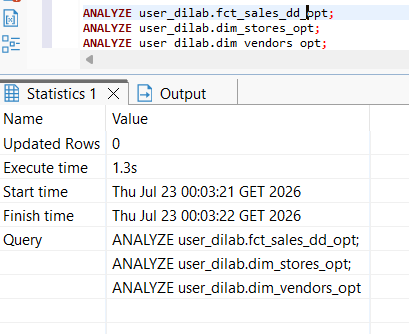 ANALYZE user_dilab.fct_sales_dd_opt;
ANALYZE user_dilab.dim_stores_opt;
ANALYZE user_dilab.dim_vendors_opt;
Statistics 1 Output
Name Value
Updated Rows 0
Execute time 1.3s
Start time Thu Jul 23 00:03:21 GET 2026
Finish time Thu Jul 23 00:03:22 GET 2026
Query ANALYZE user_dilab.fct_sales_dd_opt;
ANALYZE user_dilab.dim_stores_opt;
ANALYZE user_dilab.dim_vendors_opt